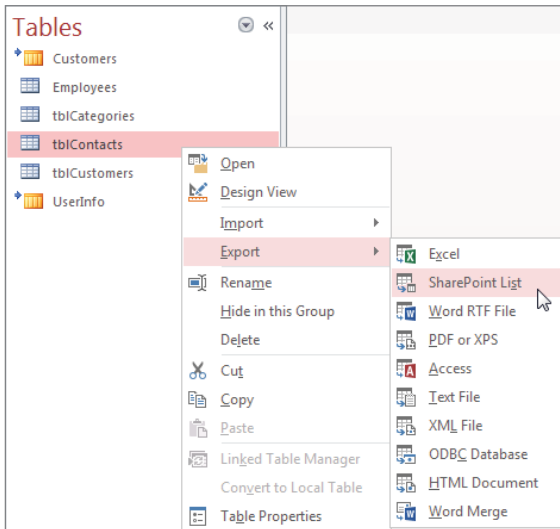 Tables
Customers
Employees
tblCategories
tblContacts
tblCustomers
UserInfo
Open
Design View
Import
Export
Rename
Hide in this Group
Delete
Cut
Copy
Paste
Linked Table Manager
Convert to Local Table
Table Properties
Excel
SharePoint List
Word RTF File
PDF or XPS
Access
Text File
XML File
ODBC Database
HTML Document
Word Merge